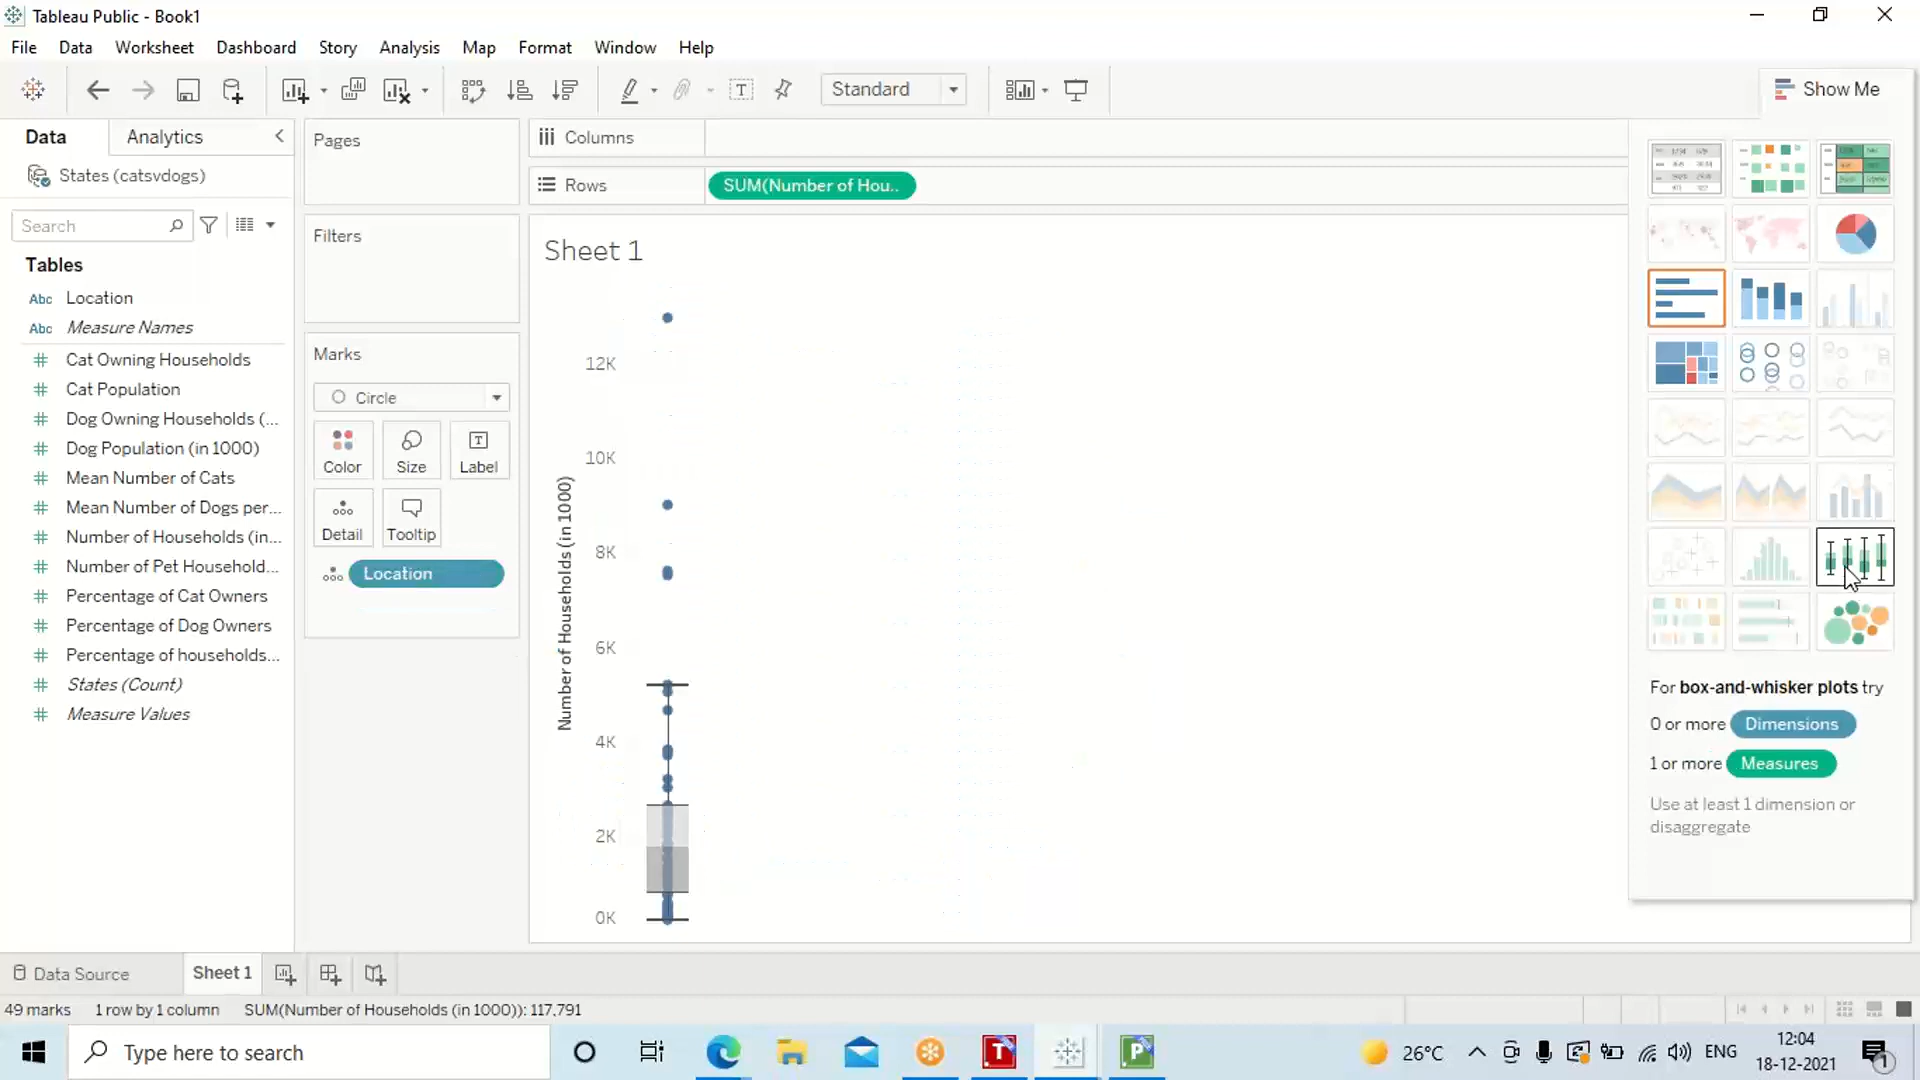 Tableau Public - Book1
File Data Worksheet Dashboard Story Analysis Map Format Window Help
Standard
Show Me
Data Analytics
States (catsvdogs)
Search
Tables
Abc Location
Abc Measure Names
Cat Owning Households
Cat Population
Dog Owning Households (...
Dog Population (in 1000)
Mean Number of Cats
Mean Number of Dogs per...
Number of Households (in...
Number of Pet Household...
Percentage of Cat Owners
Percentage of Dog Owners
Percentage of households...
States (Count)
Measure Values
Pages
Filters
Marks
Circle
Color Size Label
Detail Tooltip
Location
Columns
Rows SUM(Number of Hou..
Sheet 1
Number of Households (in 1000)
12K
10K
8K
6K
4K
2K
0K
For box-and-whisker plots try
0 or more Dimensions
1 or more Measures
Use at least 1 dimension or
disaggregate
Data Source Sheet 1
49 marks 1 row by 1 column SUM(Number of Households (in 1000)): 117,791
Type here to search
T
P
26°C
ENG
12:04
18-12-2021
1